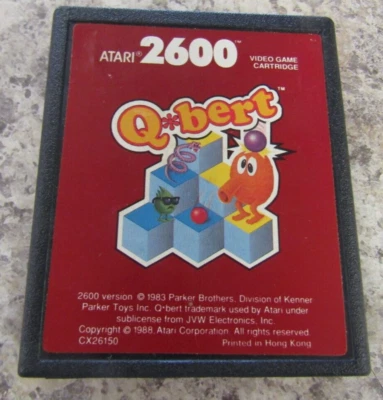 ATARI® 2600™ VIDEO GAME CARTRIDGE
Q*bert™
2600 version © 1983 Parker Brothers. Division of Kenner
Parker Toys Inc. Q*bert trademark used by Atari under
sublicense from JVW Electronics, Inc.
Copyright © 1988, Atari Corporation. All rights reserved.
CX26150 Printed in Hong Kong